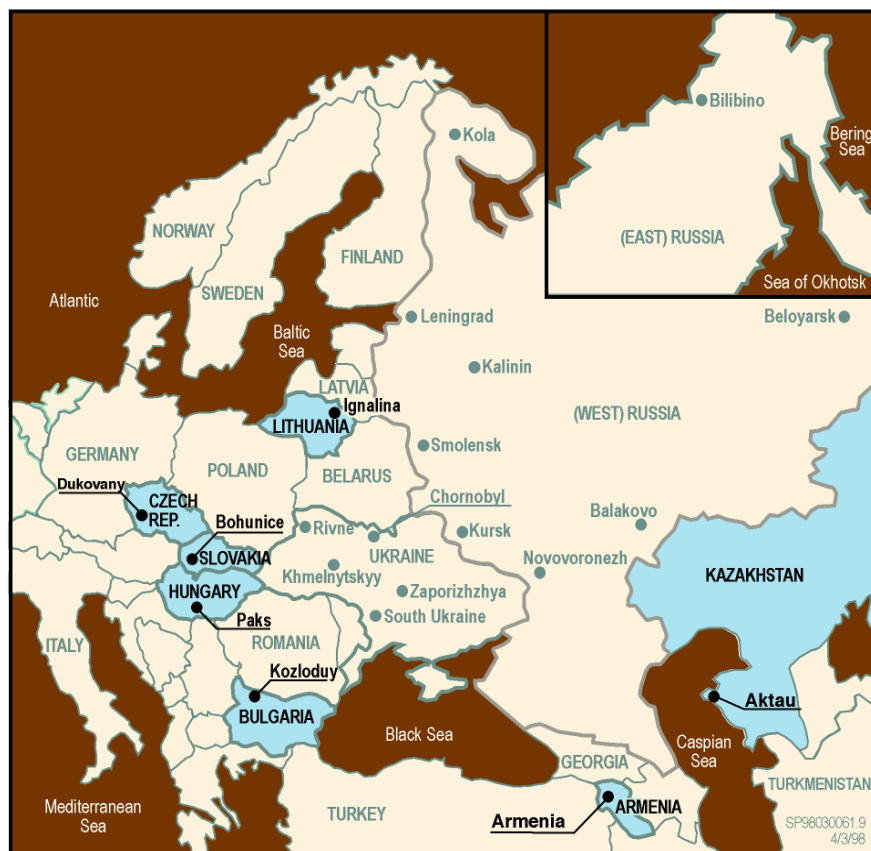 Kola
Bilibino
Bering
Sea
NORWAY
(EAST) RUSSIA
FINLAND
SWEDEN
Sea of Okhotsk
Atlantic
Leningrad
Beloyarsk
Baltic
Sea
Kalinin
LATVIA
Ignalina
(WEST) RUSSIA
LITHUANIA
Smolensk
GERMANY
POLAND
BELARUS
Dukovany
CZECH
REP.
Chornobyl
Bohunice
Rivne
Kursk
Balakovo
UKRAINE
SLOVAKIA
Khmelnytskyy
Novovoronezh
KAZAKHSTAN
HUNGARY
Zaporizhzhya
Paks
South Ukraine
ITALY
ROMANIA
Kozloduy
Aktau
BULGARIA
Black Sea
Caspian
Sea
GEORGIA
TURKMENISTAN
Mediterranean
Sea
TURKEY
ARMENIA
Armenia
SP98030061.9
4/3/98